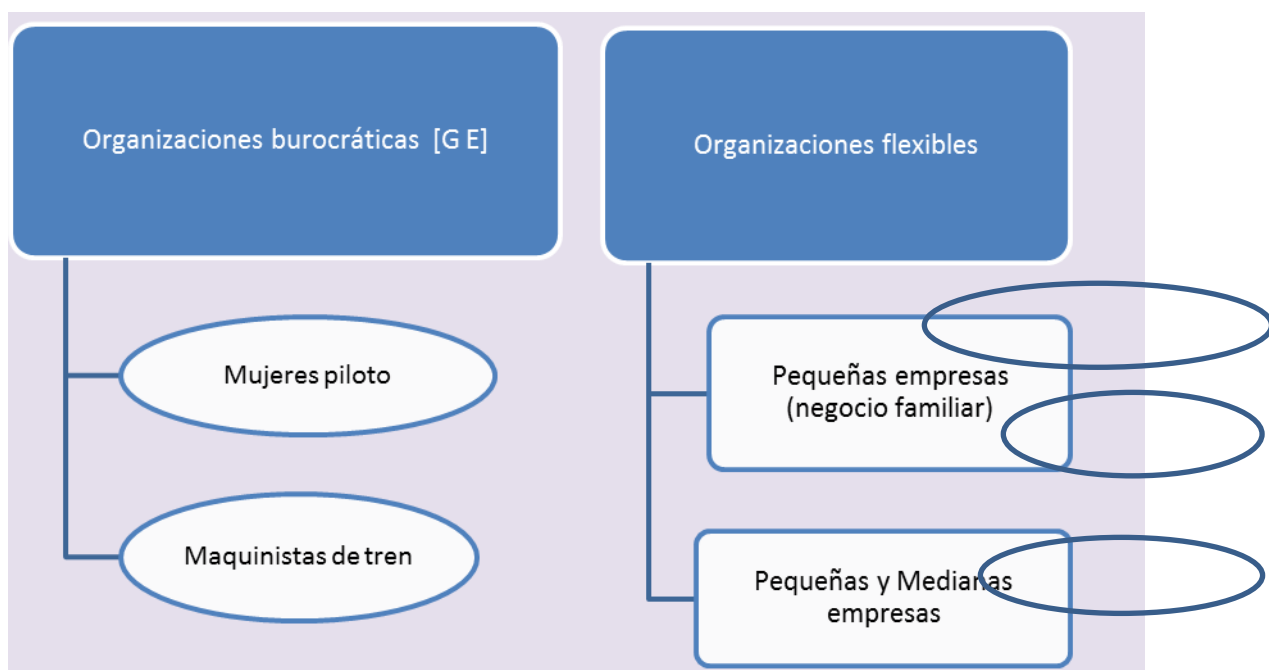 Organizaciones burocráticas [G E]
Mujeres piloto
Maquinistas de tren
Organizaciones flexibles
Pequeñas empresas
(negocio familiar)
Pequeñas y Medianas
empresas